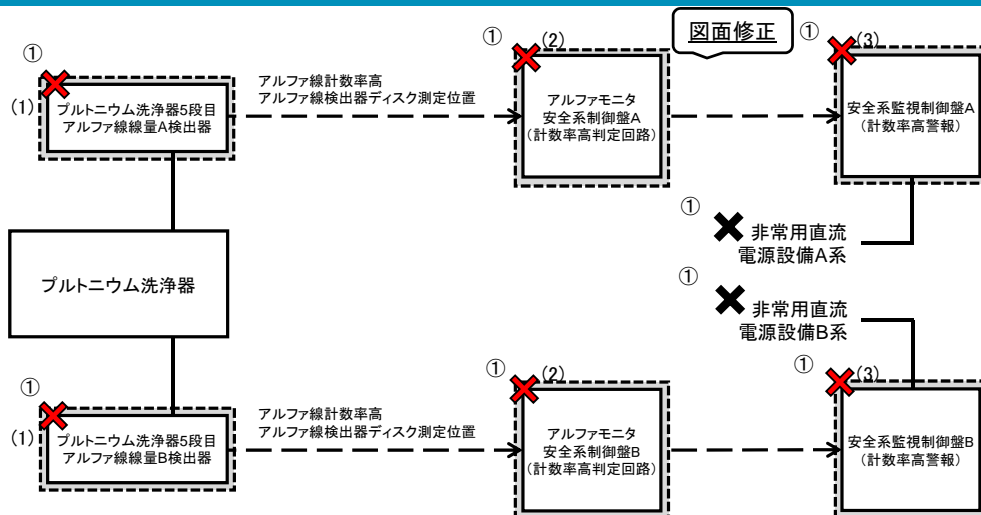 図面修正
①
(1)
プルトニウム洗浄器5段目
アルファ線線量A検出器
アルファ線計数率高
アルファ線検出器ディスク測定位置
①
(2)
アルファモニタ
安全系制御盤A
(計数率高判定回路)
①
(3)
安全系監視制御盤A
(計数率高警報)
①
非常用直流
電源設備A系
プルトニウム洗浄器
①
非常用直流
電源設備B系
①
(1)
プルトニウム洗浄器5段目
アルファ線線量B検出器
アルファ線計数率高
アルファ線検出器ディスク測定位置
①
(2)
アルファモニタ
安全系制御盤B
(計数率高判定回路)
①
(3)
安全系監視制御盤B
(計数率高警報)